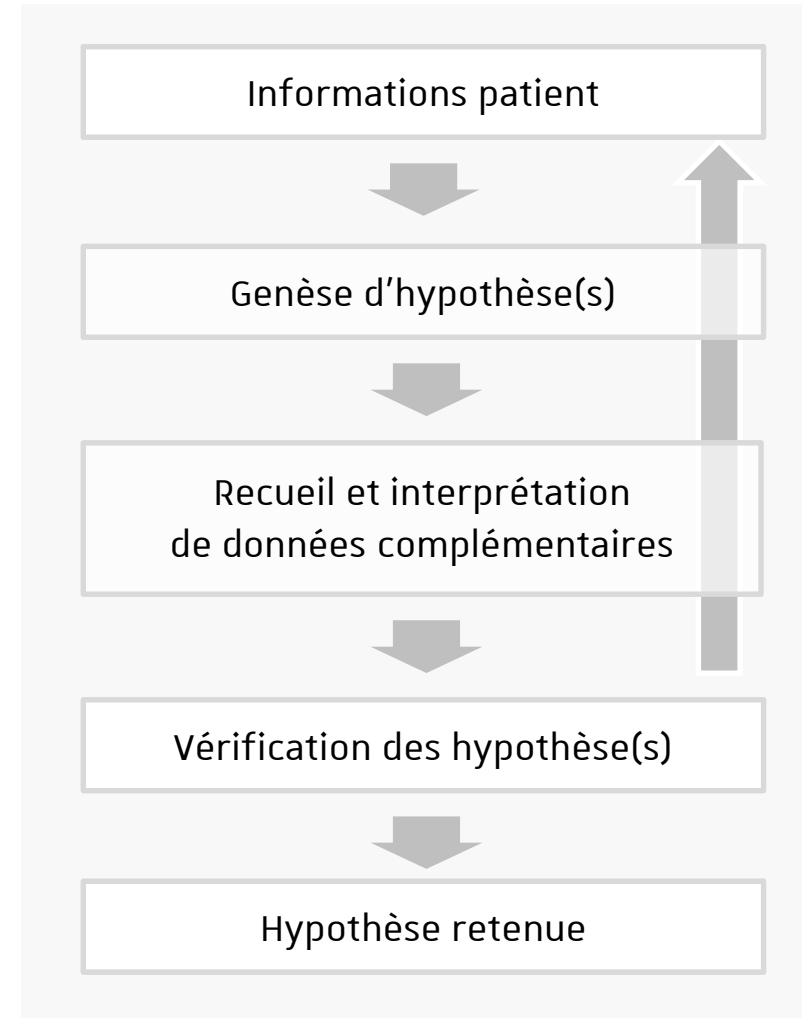 Informations patient
Genèse d'hypothèse(s)
Recueil et interprétation
de données complémentaires
Vérification des hypothèse(s)
Hypothèse retenue